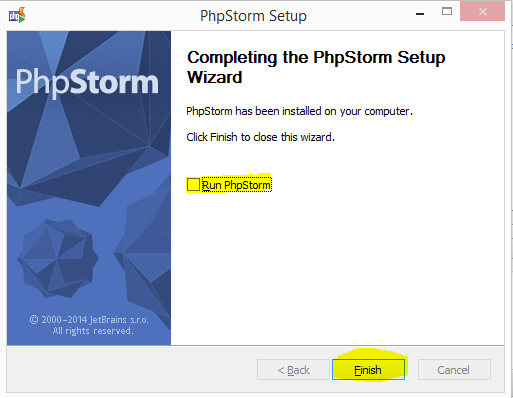 PhpStorm Setup
PhpStorm
Completing the PhpStorm Setup
Wizard
PhpStorm has been installed on your computer.
Click Finish to close this wizard.
Run PhpStorm
© 2000-2014 JetBrains s.r.o.
All rights reserved.
< Back
Finish
Cancel